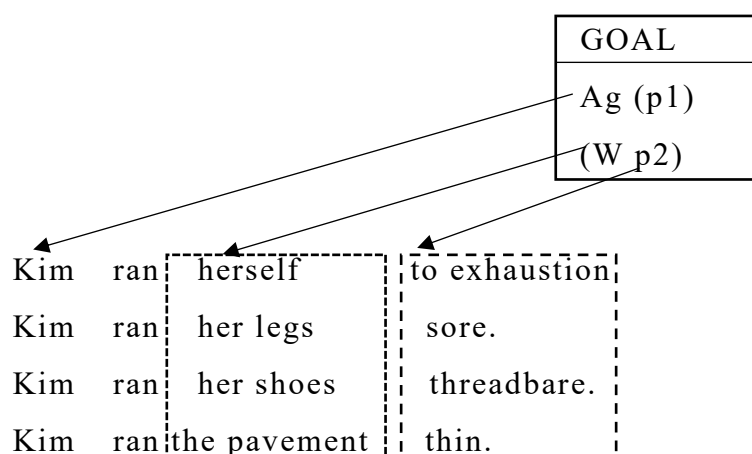 GOAL
Ag (p1)
(W p2)
Kim ran herself to exhaustion
Kim ran her legs sore.
Kim ran her shoes threadbare.
Kim ran the pavement thin.